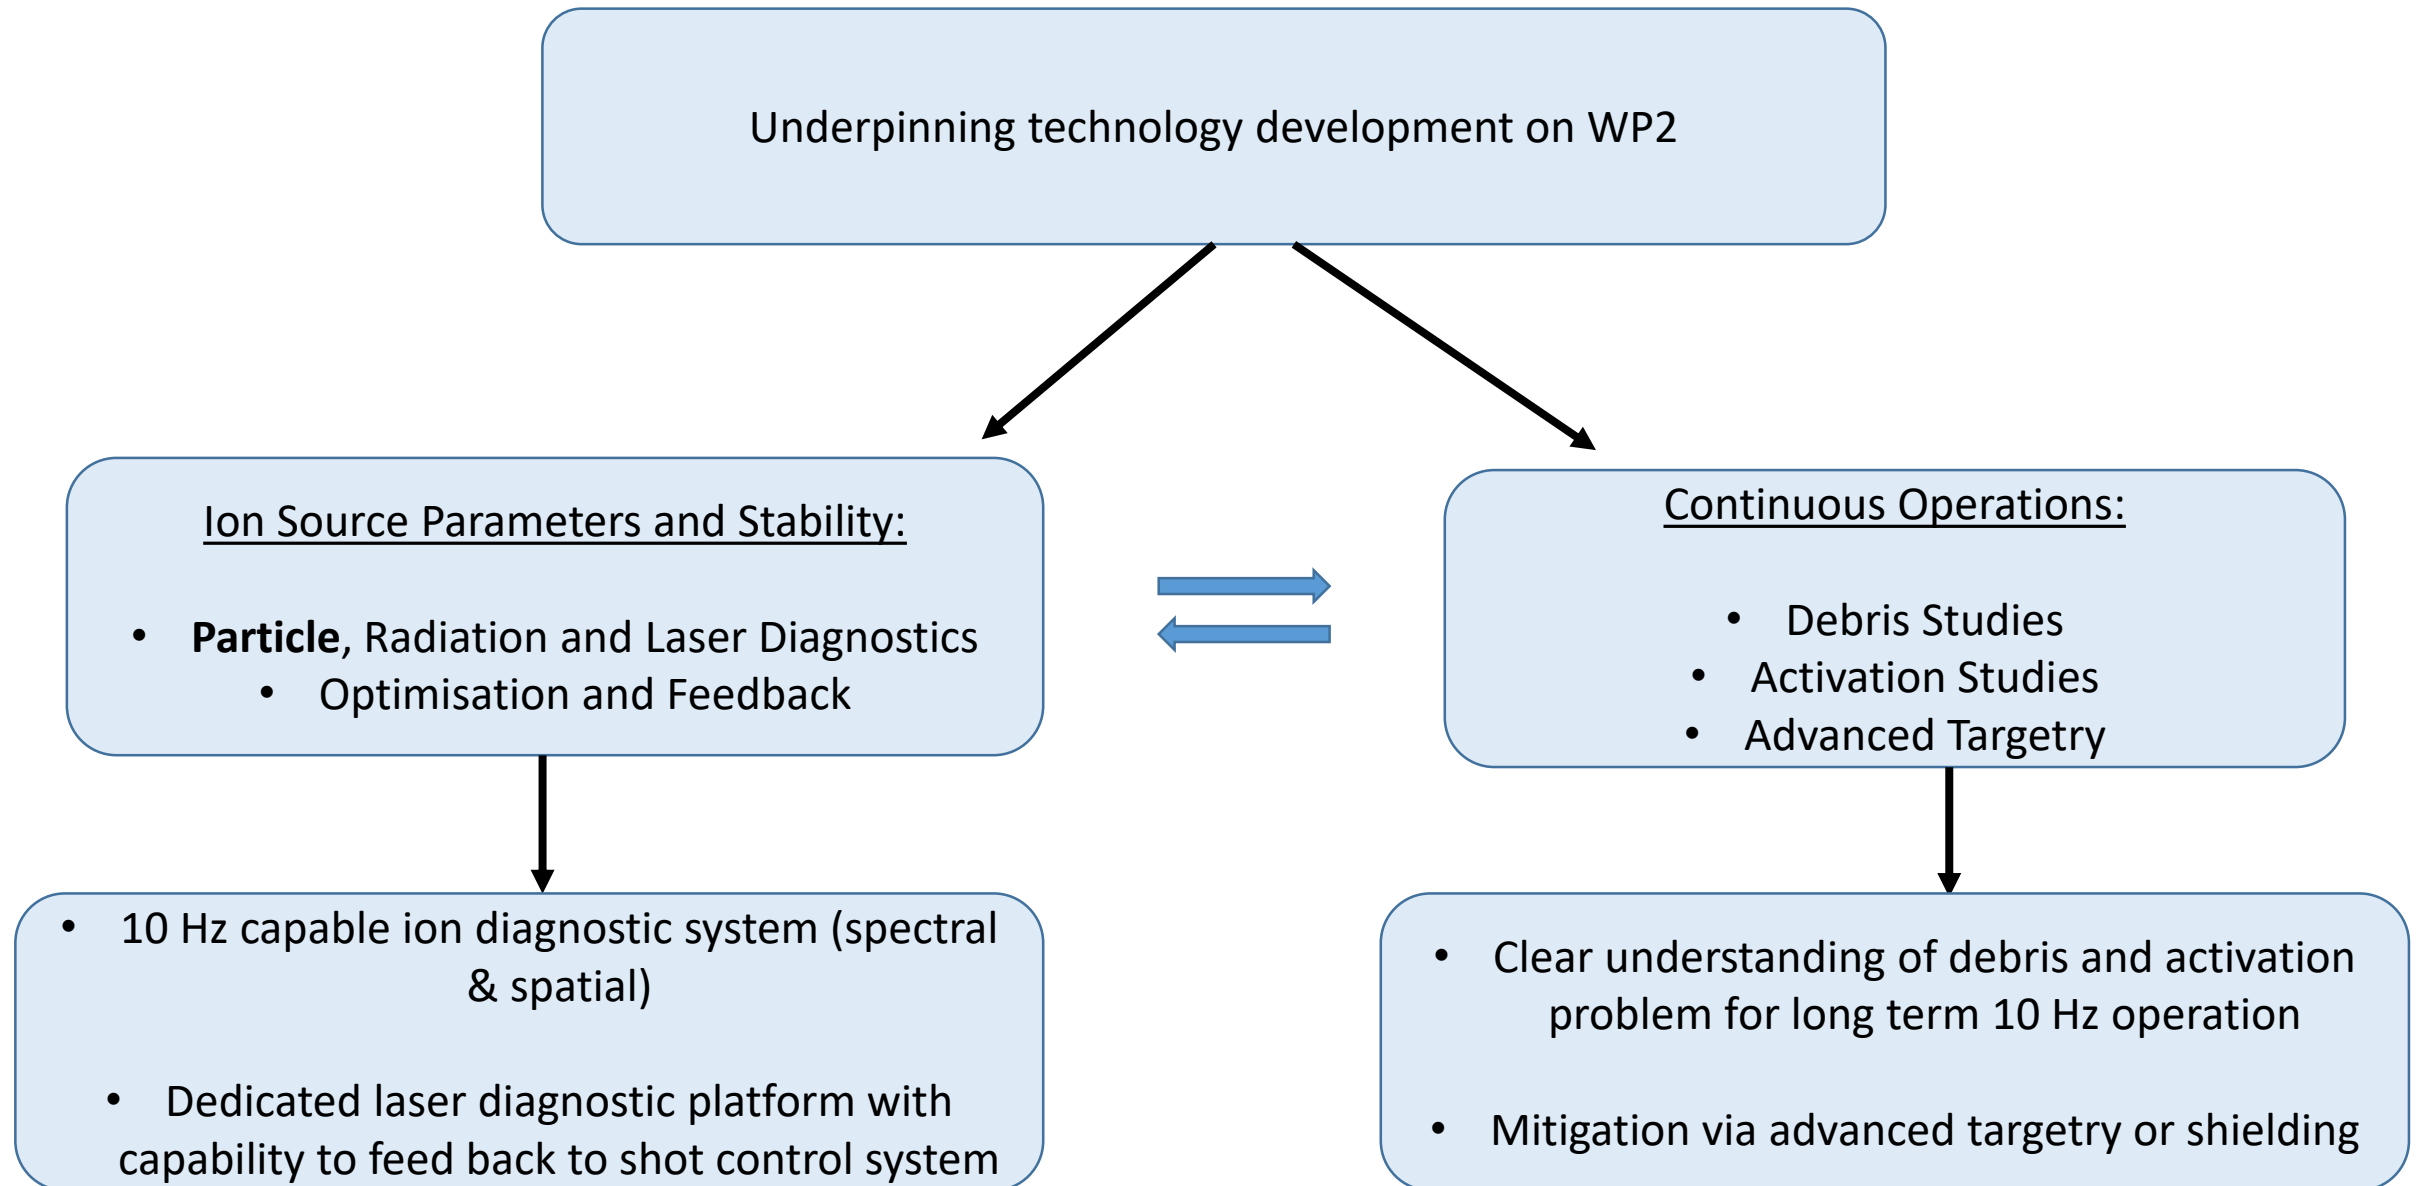 Underpinning technology development on WP2
Ion Source Parameters and Stability:
• Particle, Radiation and Laser Diagnostics
• Optimisation and Feedback
Continuous Operations:
• Debris Studies
• Activation Studies
• Advanced Targetry
• 10 Hz capable ion diagnostic system (spectral
& spatial)
• Dedicated laser diagnostic platform with
capability to feed back to shot control system
• Clear understanding of debris and activation
problem for long term 10 Hz operation
• Mitigation via advanced targetry or shielding